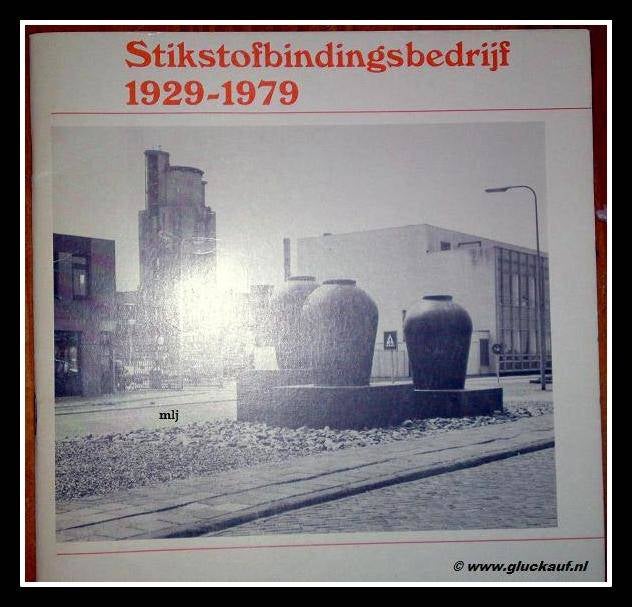 Stikstofbindingsbedrijf
1929-1979
mlj
© www.gluckauf.nl